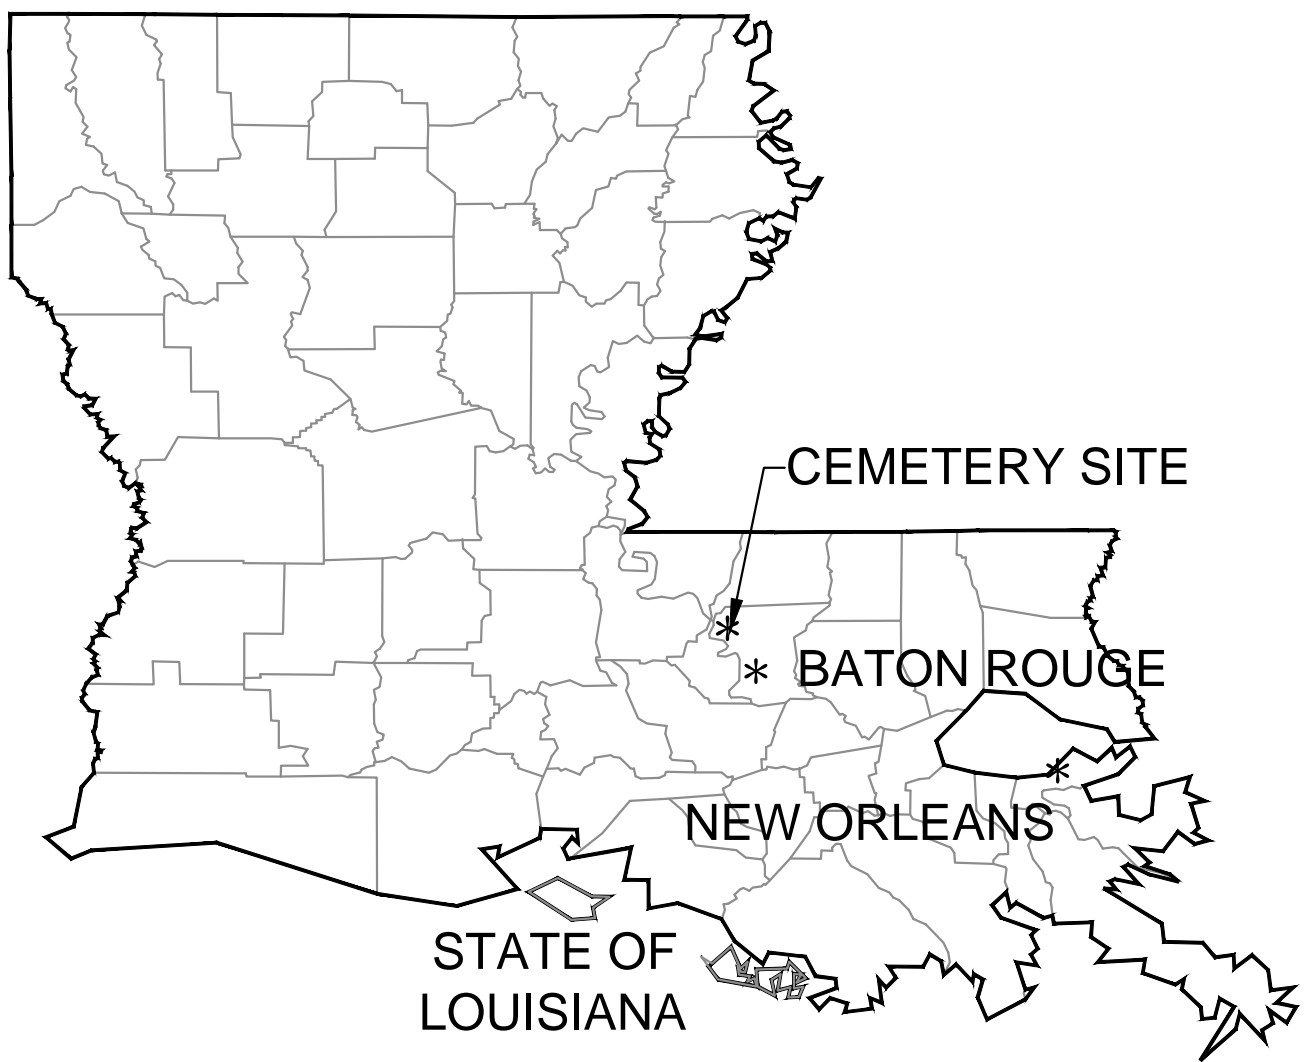 CEMETERY SITE
* BATON ROUGE
NEW ORLEANS
STATE OF
LOUISIANA